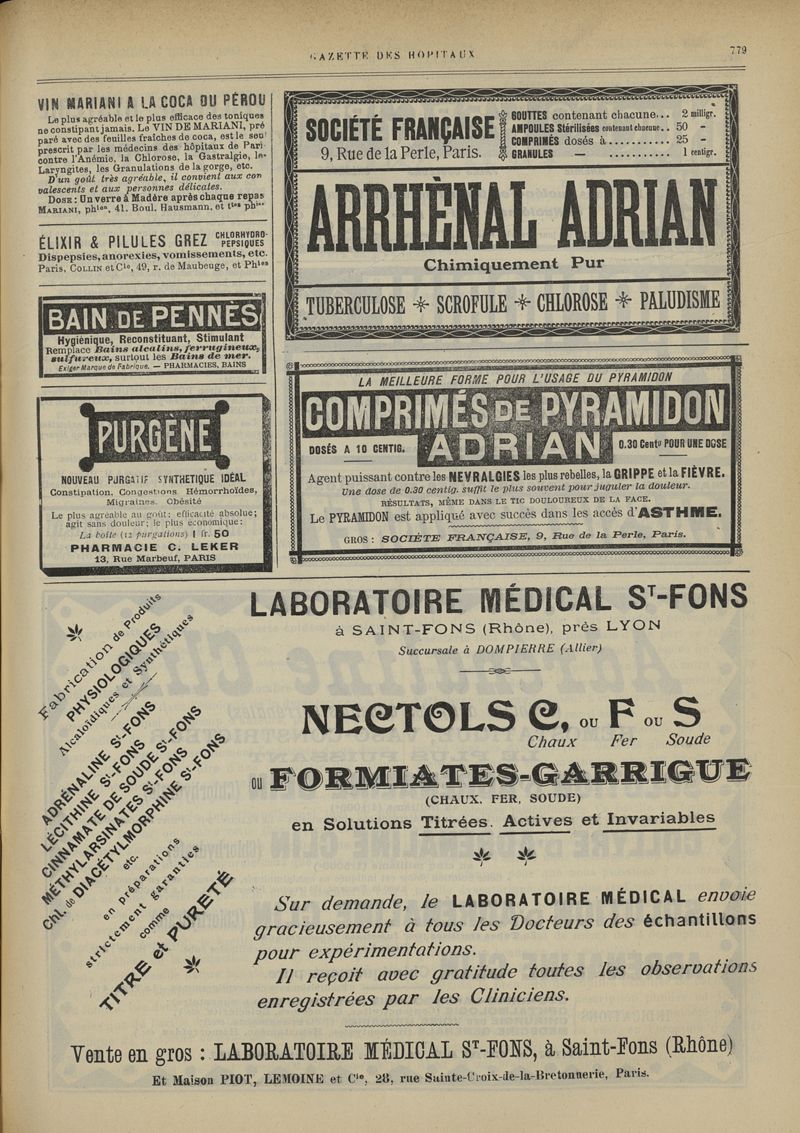 GAZETTE DES HOPITAUX
779
VIN MARIANI A LA COCA DU PÉROU
Le plus agréable et le plus efficace des toniques
ne constipant jamais. Le VIN DE MARIANI, pré
paré avec des feuilles fraîches de coca, est le seul
prescrit par les médecins des hôpitaux de Pari
contre l'Anémie, la Chlorose, la Gastralgie, les
Laryngites, les Granulations de la gorge, etc.
D'un goût très agréable, il convient aux con
valescents et aux personnes délicates.
DOSE: Un verre à Madère après chaque repas
MARIANI, phien, 41. Boul. Hausmann, et ttes phies
ÉLIXIR & PILULES GREZ CHLORHYDRO-
PEPSIQUES
Dispepsies, anorexies, vomissements, etc.
Paris, COLLIN et Cie, 49, r. de Maubeuge, et Phies
BAIN DE PENNÈS
Hygiénique, Reconstituant, Stimulant
Remplace Bains alcalins, ferrugineux,
sulfureux, surtout les Bains de mer.
Exiger Marque de Fabrique. — PHARMACIES, BAINS
PURGÈNE
NOUVEAU PURGATIF SYNTHÉTIQUE IDÉAL
Constipation, Congestions Hémorrhoïdes,
Migraines. Obésité
Le plus agréable au goût: efficacité absolue;
agit sans douleur; le plus économique:
La boîte (12 purgations) 1 fr. 50
PHARMACIE C. LEKER
13, Rue Marbeuf, PARIS
SOCIÉTÉ FRANÇAISE
9, Rue de la Perle, Paris.
GOUTTES contenant chacune... 2 milligr.
AMPOULES Stérilisées contenant chacune.. 50 –
COMPRIMÉS dosés à........... 25 –
GRANULES — ........... 1 centigr.
ARRHÈNAL ADRIAN
Chimiquement Pur
TUBERCULOSE * SCROFULE * CHLOROSE * PALUDISME
LA MEILLEURE FORME POUR L'USAGE DU PYRAMIDON
COMPRIMÉS DE PYRAMIDON
DOSÉS A 10 CENTIG. ADRIAN 0.30 Centg POUR UNE DOSE
Agent puissant contre les NEVRALGIES les plus rebelles, la GRIPPE et la FIÈVRE.
Une dose de 0.30 centig. suffit le plus souvent pour juguler la douleur.
RÉSULTATS, MÊME DANS LE TIC DOULOUREUX DE LA FACE.
Le PYRAMIDON est appliqué avec succès dans les accès d'ASTHME.
GROS: SOCIÉTÉ FRANÇAISE, 9, Rue de la Perle, Paris.
Fabrication de Produits
PHYSIOLOGIQUES
Alcaloïdiques et Synthétiques
ADRÉNALINE St-FONS
LÉCITHINE St-FONS
CINNAMATE DE SOUDE St-FONS
MÉTHYLARSINATES St-FONS
Chl. de DIACÉTYLMORPHINE St-FONS
etc.
en préparations
strictement garanties
comme
TITRE et PURETÉ
LABORATOIRE MÉDICAL ST-FONS
à SAINT-FONS (Rhône), près LYON
Succursale à DOMPIERRE (Allier)
NECTOLS C, OU F OU S
Chaux Fer Soude
OU FORMIATES-GARRIGUE
(CHAUX, FER, SOUDE)
en Solutions Titrées, Actives et Invariables
Sur demande, le LABORATOIRE MÉDICAL envoie
gracieusement à tous les Docteurs des échantillons
pour expérimentations.
Il reçoit avec gratitude toutes les observations
enregistrées par les Cliniciens.
Vente en gros : LABORATOIRE MÉDICAL ST-FONS, à Saint-Fons (Rhône)
Et Maison PIOT, LEMOINE et Cie, 28, rue Sainte-Croix-de-la-Bretonnerie, Paris.